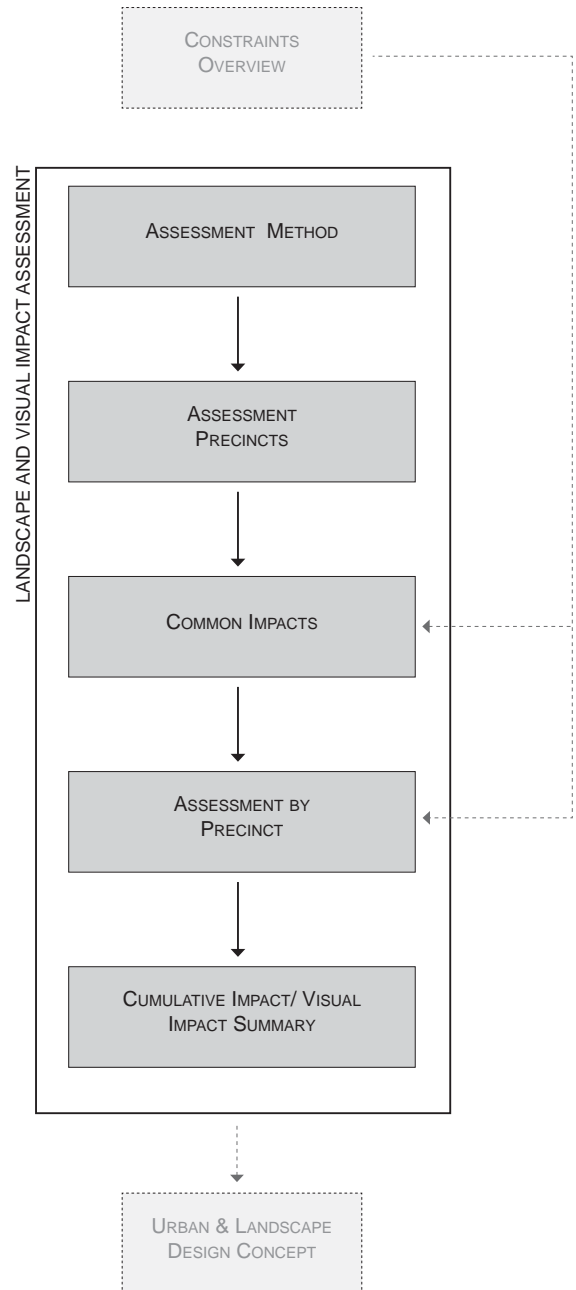 CONSTRAINTS
OVERVIEW
LANDSCAPE AND VISUAL IMPACT ASSESSMENT
ASSESSMENT METHOD
ASSESSMENT
PRECINCTS
COMMON IMPACTS
ASSESSMENT BY
PRECINCT
CUMULATIVE IMPACT/ VISUAL
IMPACT SUMMARY
URBAN & LANDSCAPE
DESIGN CONCEPT